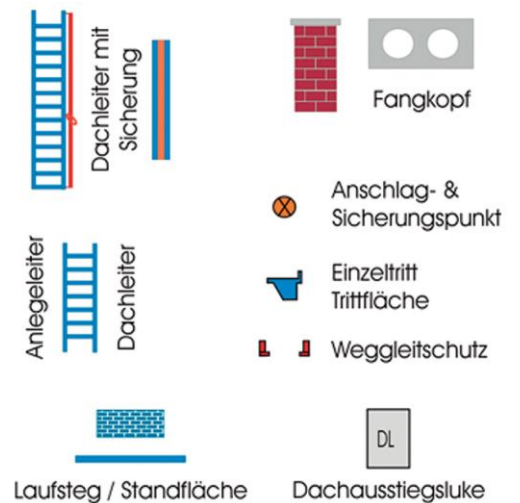 Dachleiter mit
Sicherung
Fangkopf
Anschlag- &
Sicherungspunkt
Anlegeleiter
Dachleiter
Einzeltritt
Trittfläche
Weggleitschutz
Laufsteg / Standfläche
DL
Dachausstiegsluke